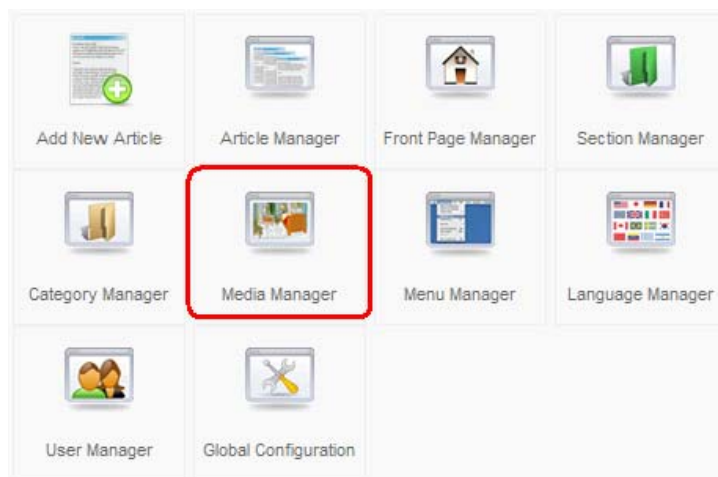 Add New Article
Article Manager
Front Page Manager
Section Manager
Category Manager
Media Manager
Menu Manager
Language Manager
User Manager
Global Configuration